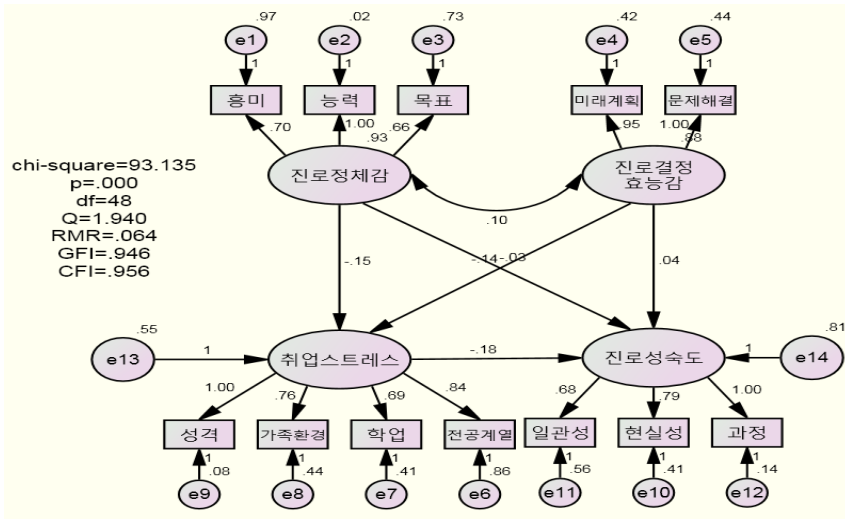 .97
.02
.73
.42
.44
e1
e2
e3
e4
e5
1
1
1
1
1
흥미
능력
목표
미래계획
문제해결
.70
1.00
.93
.66
.95
1.00
.88
진로정체감
진로결정
효능감
chi-square=93.135
p=.000
df=48
Q=1.940
RMR=.064
GFI=.946
CFI=.956
.10
-.15
-.14
-.03
.04
.55
e13
1
취업스트레스
-.18
진로성숙도
1
.81
e14
1.00
.76
.69
.84
.68
.79
1.00
성격
가족환경
학업
전공계열
일관성
현실성
과정
1
1
1
1
1
1
1
.08
.44
.41
.86
.56
.41
.14
e9
e8
e7
e6
e11
e10
e12